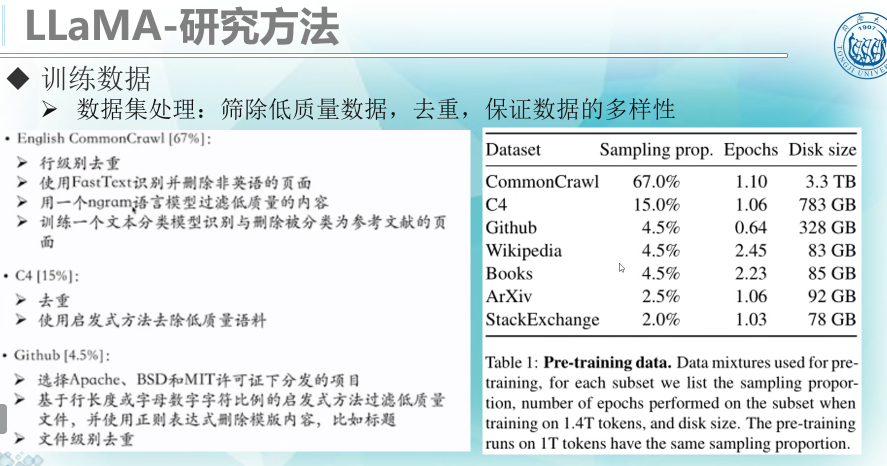 LLaMA-研究方法
◆ 训练数据
➢ 数据集处理：筛除低质量数据，去重，保证数据的多样性
• English CommonCrawl [67%]:
➢ 行级别去重
➢ 使用FastText识别并删除非英语的页面
➢ 用一个ngram语言模型过滤低质量的内容
➢ 训练一个文本分类模型识别与删除被分类为参考文献的页
面
• C4 [15%]:
➢ 去重
➢ 使用启发式方法去除低质量语料
• Github [4.5%]:
➢ 选择Apache、BSD和MIT许可证下分发的项目
➢ 基于行长度或字母数字字符比例的启发式方法过滤低质量
文件，并使用正则表达式删除模版内容，比如标题
➢ 文件级别去重
Dataset Sampling prop. Epochs Disk size
CommonCrawl 67.0% 1.10 3.3 TB
C4 15.0% 1.06 783 GB
Github 4.5% 0.64 328 GB
Wikipedia 4.5% 2.45 83 GB
Books 4.5% 2.23 85 GB
ArXiv 2.5% 1.06 92 GB
StackExchange 2.0% 1.03 78 GB
Table 1: Pre-training data. Data mixtures used for pre-
training, for each subset we list the sampling propor-
tion, number of epochs performed on the subset when
training on 1.4T tokens, and disk size. The pre-training
runs on 1T tokens have the same sampling proportion.
1907